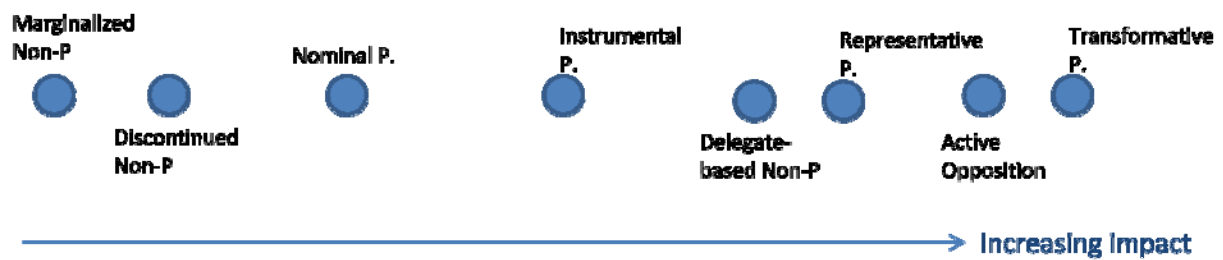 Marginalized
Non-P
Discontinued
Non-P
Nominal P.
Instrumental
P.
Delegate-
based Non-P
Representative
P.
Active
Opposition
Transformative
P.
Increasing Impact